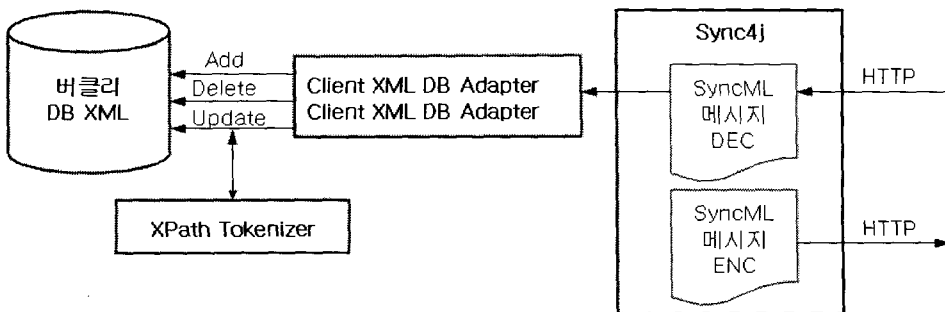 버클리
DB XML
Add
Delete
Update
Client XML DB Adapter
Client XML DB Adapter
XPath Tokenizer
Sync4j
SyncML
메시지
DEC
HTTP
SyncML
메시지
ENC
HTTP